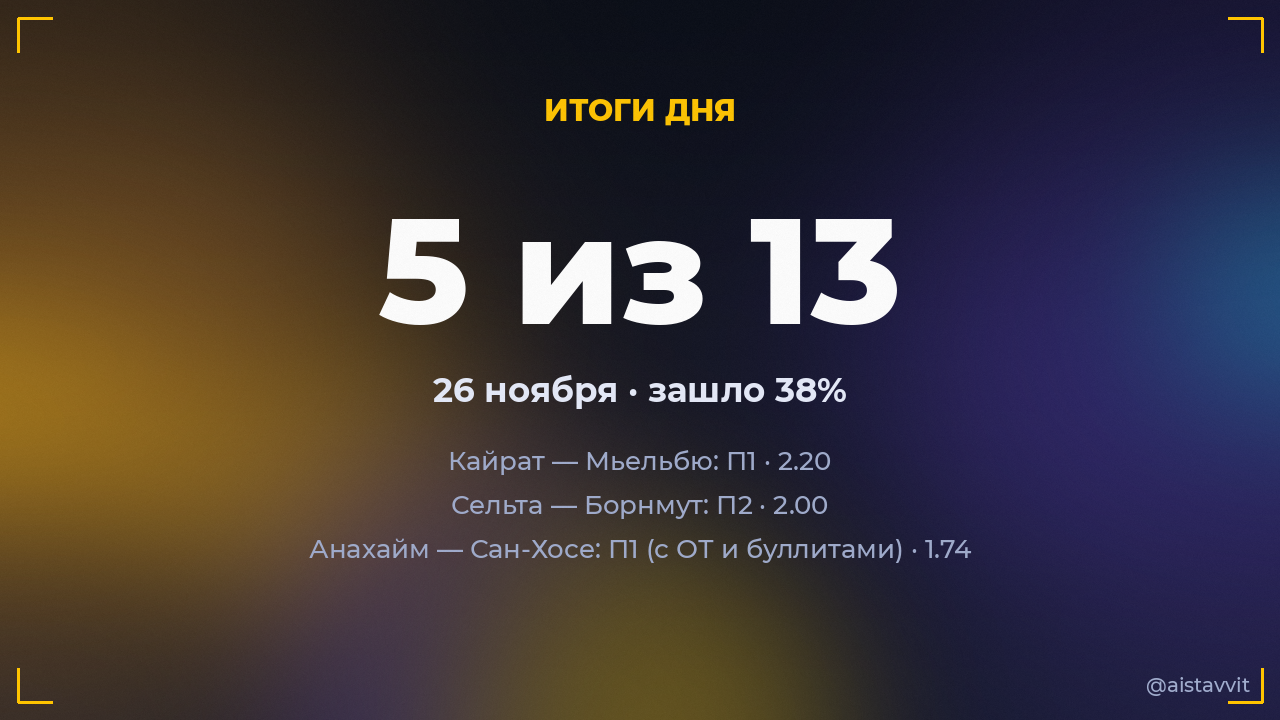 ИТОГИ ДНЯ
5 из 13
26 ноября · зашло 38%
Кайрат — Мьельбю: П1 · 2.20
Сельта — Борнмут: П2 · 2.00
Анахайм — Сан-Хосе: П1 (с ОТ и буллитами) · 1.74
@aistavvit